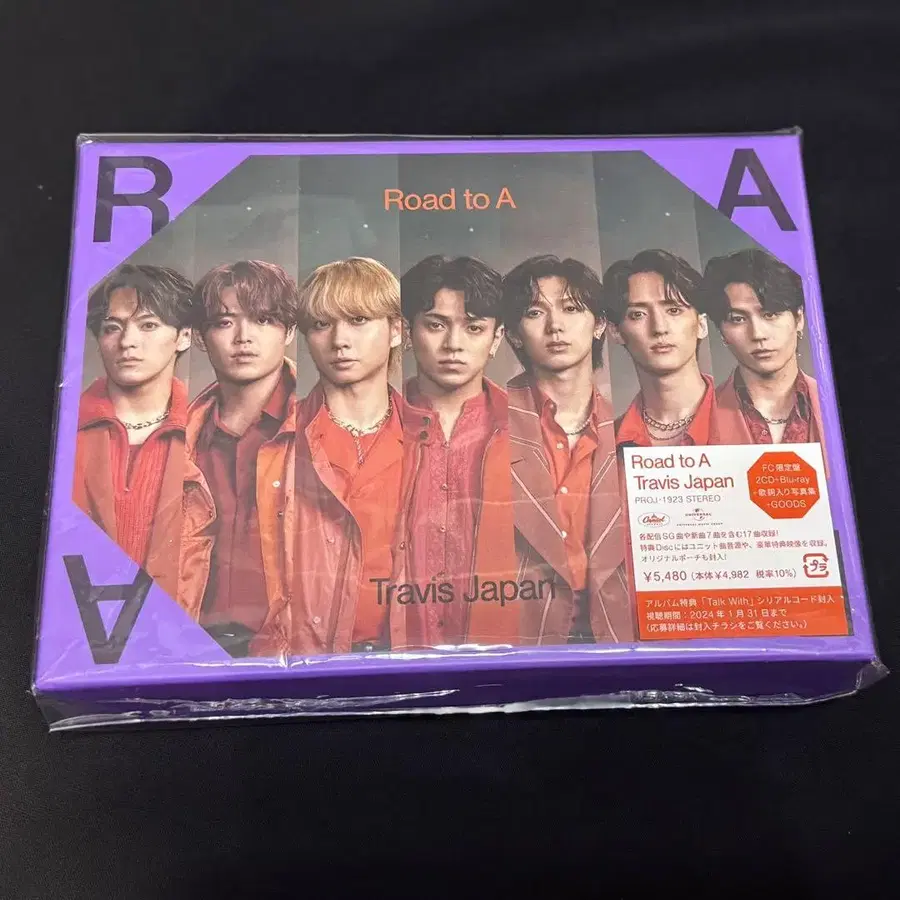 R
A
Road to A
Travis Japan
A
Road to A
Travis Japan
PROJ-1923 STEREO
FC限定盤
2CD+Blu-ray
+歌詞入り写真集
+GOODS
Capitol
UNIVERSAL
UNIVERSAL MUSIC GROUP
各配信SG曲や新曲7曲を含む17曲収録!
特典Discにはユニット曲音源や、豪華特典映像を収録。
オリジナルポーチも封入!
¥5,480 (本体¥4,982 税率10%)
プラ
アルバム特典「Talk With」シリアルコード封入
視聴期間:2024年1月31日まで
(応募詳細は封入チラシをご覧ください。)